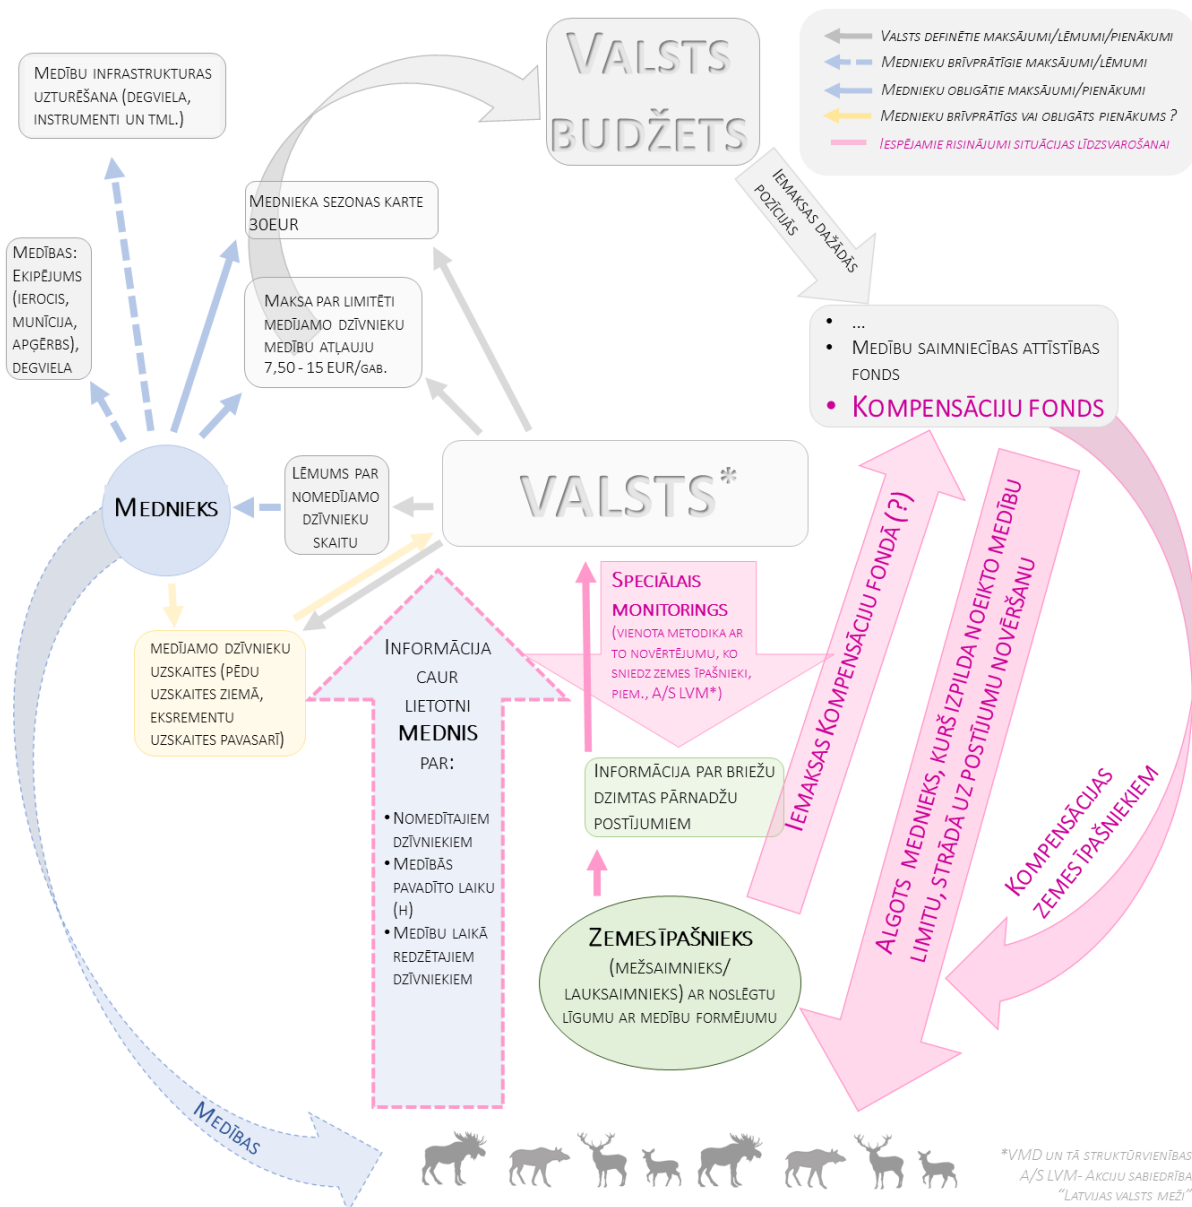 VALSTS
BUDŽETS
VALSTS DEFINĒTIE MAKSĀJUMI/LĒMUMI/PIENĀKUMI
MEDNIEKU BRĪVPRĀTĪGIE MAKSĀJUMI/LĒMUMI
MEDNIEKU OBLIGĀTIE MAKSĀJUMI/PIENĀKUMI
MEDNIEKU BRĪVPRĀTĪGS VAI OBLIGĀTS PIENĀKUMS ?
IESPĒJAMIE RISINĀJUMI SITUĀCIJAS LĪDZSVAROŠANAI
MEDĪBU INFRASTRUKTURAS
UZTURĒŠANA (DEGVIELA,
INSTRUMENTI UN TML.)
MEDNIEKA SEZONAS KARTE
30EUR
IEMAKSAS DAŽĀDĀS
POZĪCIJĀS
MEDĪBAS:
EKIPĒJUMS
(IEROCIS,
MUNĪCIJA,
APĢĒRBS),
DEGVIELA
MAKSA PAR LIMITĒTI
MEDĪJAMO DZĪVNIEKU
MEDĪBU ATĻAUJU
7,50 - 15 EUR/GAB.
• ...
• MEDĪBU SAIMNIECĪBAS ATTĪSTĪBAS
FONDS
• KOMPENSĀCIJU FONDS
MEDNIEKS
LĒMUMS PAR
NOMEDĪJAMO
DZĪVNIEKU
SKAITU
VALSTS*
SPECIĀLAIS
MONITORINGS
(VIENOTA METODIKA AR
TO NOVĒRTĒJUMU, KO
SNIEDZ ZEMES ĪPAŠNIEKI,
PIEM., A/S LVM*)
MEDĪJAMO DZĪVNIEKU
UZSKAITES (PĒDU
UZSKAITES ZIEMĀ,
EKSREMENTU
UZSKAITES PAVASARĪ)
INFORMĀCIJA
CAUR
LIETOTNI
MEDNIS
PAR:
• NOMEDĪTAJIEM
DZĪVNIEKIEM
• MEDĪBĀS
PAVADĪTO LAIKU
(H)
• MEDĪBU LAIKĀ
REDZĒTAJIEM
DZĪVNIEKIEM
INFORMĀCIJA PAR BRIEŽU
DZIMTAS PĀRNADŽU
POSTĪJUMIEM
ZEMES ĪPAŠNIEKS
(MEŽSAIMNIEKS/
LAUKSAIMNIEKS) AR NOSLĒGTU
LĪGUMU AR MEDĪBU FORMĒJUMU
IEMAKSAS KOMPENSĀCIJU FONDĀ (?)
ALGOTS MEDNIEKS, KURŠ IZPILDA NOEIKTO MEDĪBU
LIMITU, STRĀDĀ UZ POSTĪJUMU NOVĒRŠANU
KOMPENSĀCIJAS
ZEMES ĪPAŠNIEKIEM
MEDĪBAS
*VMD UN TĀ STRUKTŪRVIENĪBAS
A/S LVM- AKCIJU SABIEDRĪBA
"LATVIJAS VALSTS MEŽI"